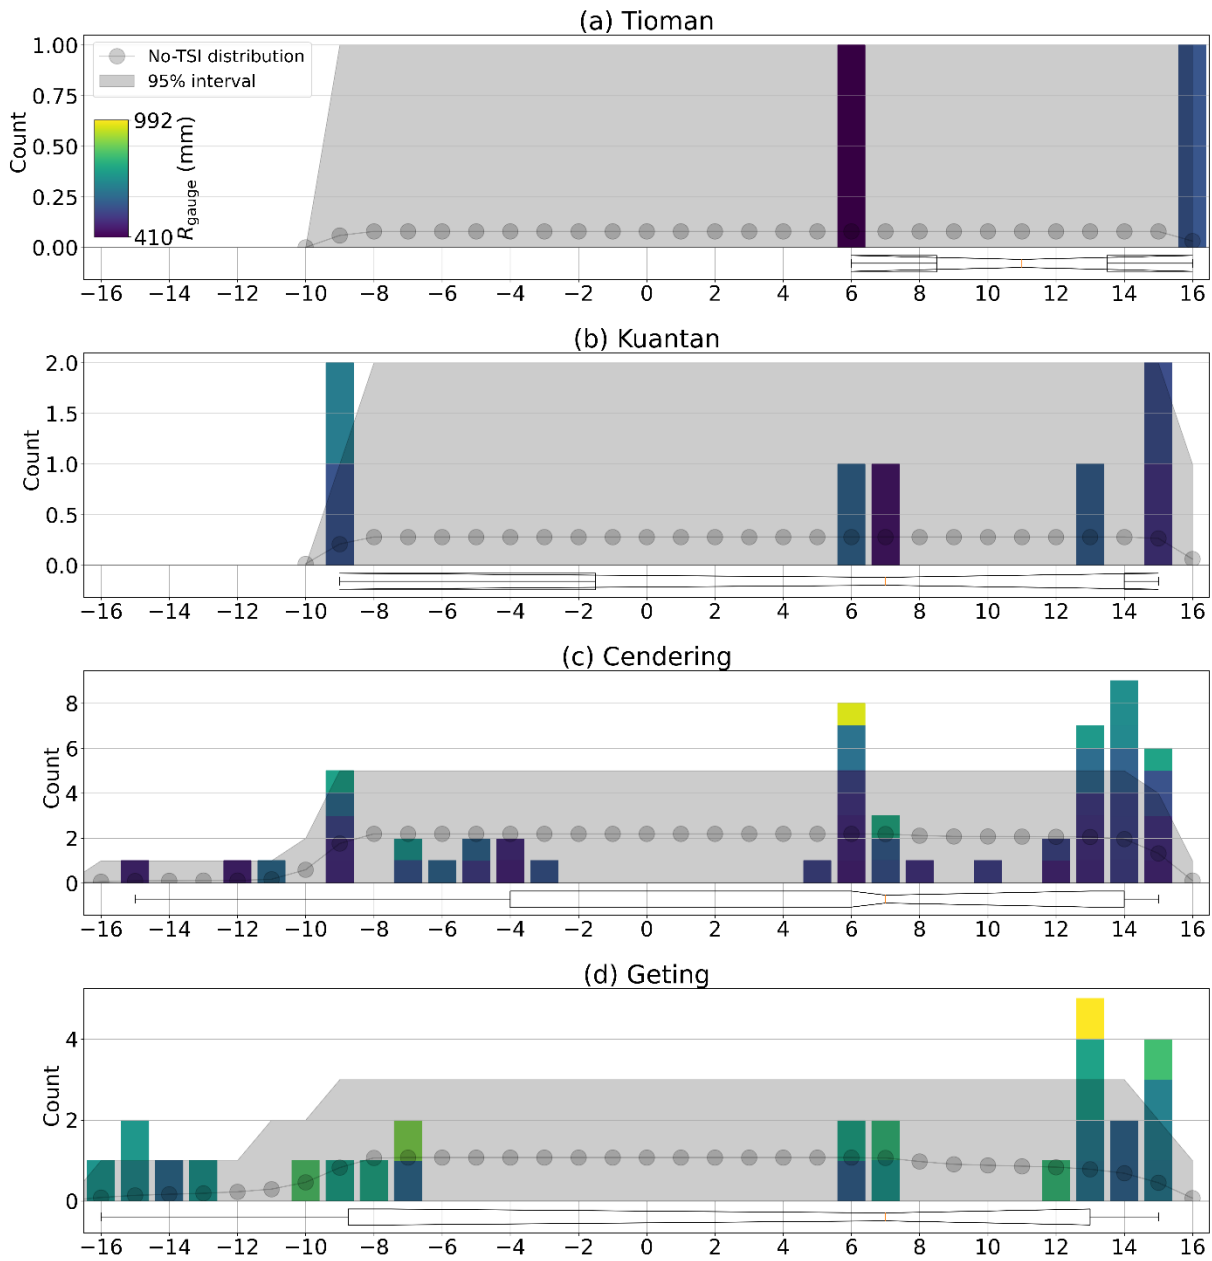 (a) Tioman
1.00
0.75
0.50
0.25
0.00
Count
No-TSI distribution
95% interval
992
410
R_gauge (mm)
−16 −14 −12 −10 −8 −6 −4 −2 0 2 4 6 8 10 12 14 16
(b) Kuantan
2.0
1.5
1.0
0.5
0.0
Count
−16 −14 −12 −10 −8 −6 −4 −2 0 2 4 6 8 10 12 14 16
(c) Cendering
8
6
4
2
0
Count
−16 −14 −12 −10 −8 −6 −4 −2 0 2 4 6 8 10 12 14 16
(d) Geting
4
2
0
Count
−16 −14 −12 −10 −8 −6 −4 −2 0 2 4 6 8 10 12 14 16